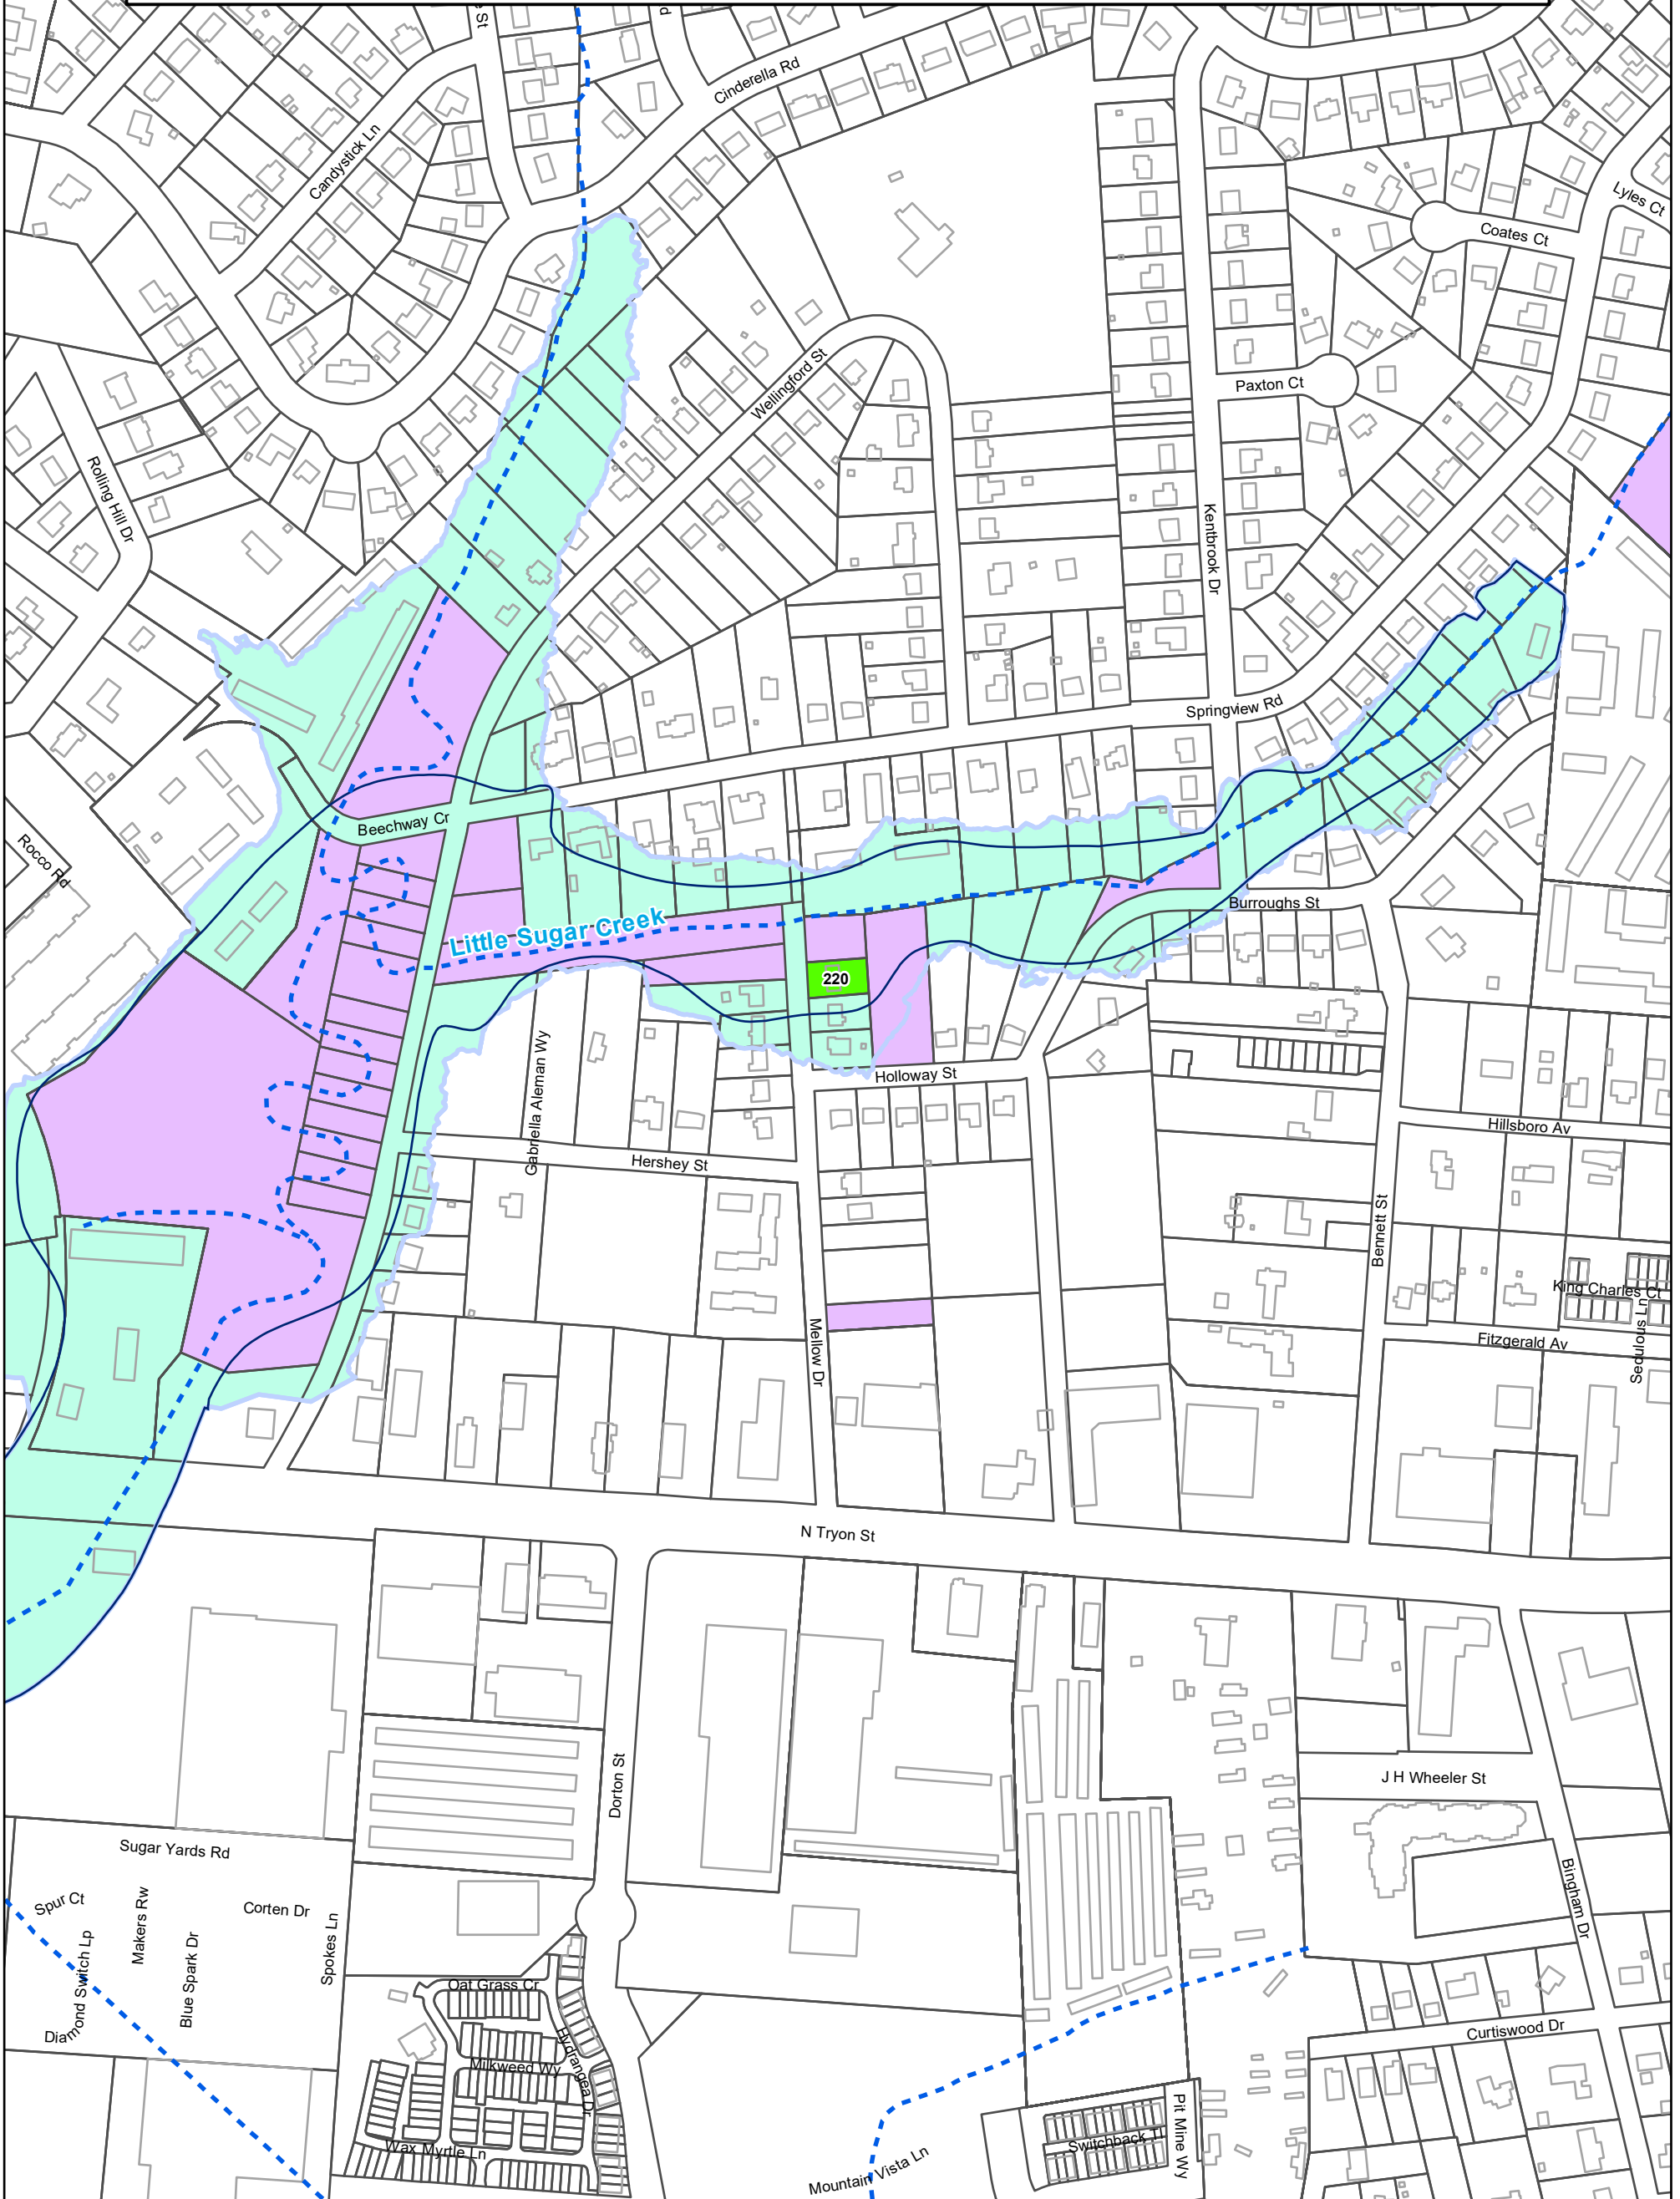 Cinderella Rd
Candystick Ln
Lyles Ct
Coates Ct
Wellingford St
Paxton Ct
Rolling Hill Dr
Kentbrook Dr
Springview Rd
Beechway Cr
Rocco Rd
Burroughs St
Little Sugar Creek
220
Gabriella Aleman Wy
Holloway St
Hillsboro Av
Hershey St
Bennett St
King Charles Ct
Sedulous Ln
Fitzgerald Av
Mellow Dr
N Tryon St
Dorton St
J H Wheeler St
Sugar Yards Rd
Bingham Dr
Spur Ct
Makers Rw
Corten Dr
Spokes Ln
Diamond Switch Lp
Blue Spark Dr
Oat Grass Cr
Hydrangea Dr
Curtiswood Dr
Milkweed Wy
Switchback Tl
Pit Mine Wy
Wax Myrtle Ln
Mountain Vista Ln